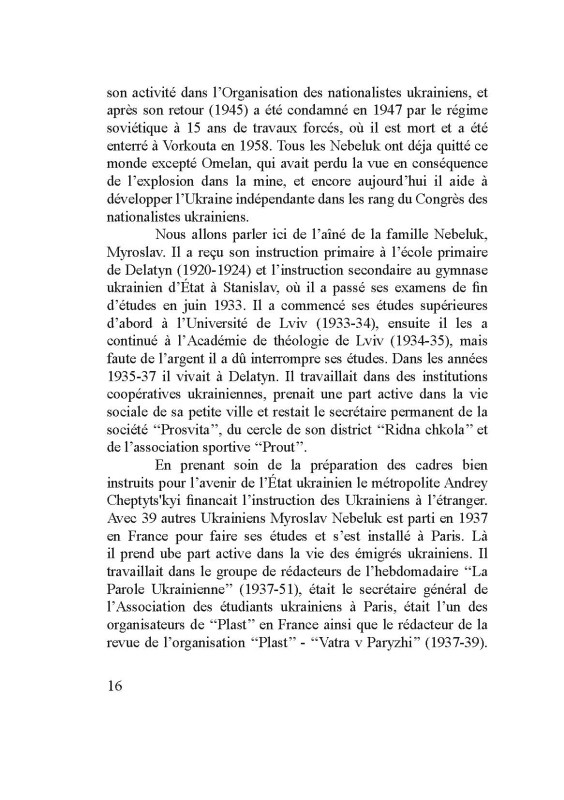 son activité dans l’Organisation des nationalistes ukrainiens, et
après son retour (1945) a été condamné en 1947 par le régime
soviétique à 15 ans de travaux forcés, où il est mort et a été
enterré à Vorkouta en 1958. Tous les Nebeluk ont déja quitté ce
monde excepté Omelan, qui avait perdu la vue en conséquence
de l’explosion dans la mine, et encore aujourd’hui il aide à
développer l’Ukraine indépendante dans les rang du Congrès des
nationalistes ukrainiens.
Nous allons parler ici de l’aîné de la famille Nebeluk,
Myroslav. Il a reçu son instruction primaire à l’école primaire
de Delatyn (1920-1924) et l’instruction secondaire au gymnase
ukrainien d’État à Stanislav, où il a passé ses examens de fin
d’études en juin 1933. Il a commencé ses études supérieures
d’abord à l’Université de Lviv (1933-34), ensuite il les a
continué à l’Académie de théologie de Lviv (1934-35), mais
faute de l’argent il a dû interrompre ses études. Dans les années
1935-37 il vivait à Delatyn. Il travaillait dans des institutions
coopératives ukrainiennes, prenait une part active dans la vie
sociale de sa petite ville et restait le secrétaire permanent de la
société “Prosvita”, du cercle de son district “Ridna chkola” et
de l’association sportive “Prout”.
En prenant soin de la préparation des cadres bien
instruits pour l’avenir de l’État ukrainien le métropolite Andrey
Cheptyts'kyi financait l’instruction des Ukrainiens à l’étranger.
Avec 39 autres Ukrainiens Myroslav Nebeluk est parti en 1937
en France pour faire ses études et s’est installé à Paris. Là
il prend ube part active dans la vie des émigrés ukrainiens. Il
travaillait dans le groupe de rédacteurs de l’hebdomadaire “La
Parole Ukrainienne” (1937-51), était le secrétaire général de
l’Association des étudiants ukrainiens à Paris, était l’un des
organisateurs de “Plast” en France ainsi que le rédacteur de la
revue de l’organisation “Plast” - “Vatra v Paryzhi” (1937-39).
16